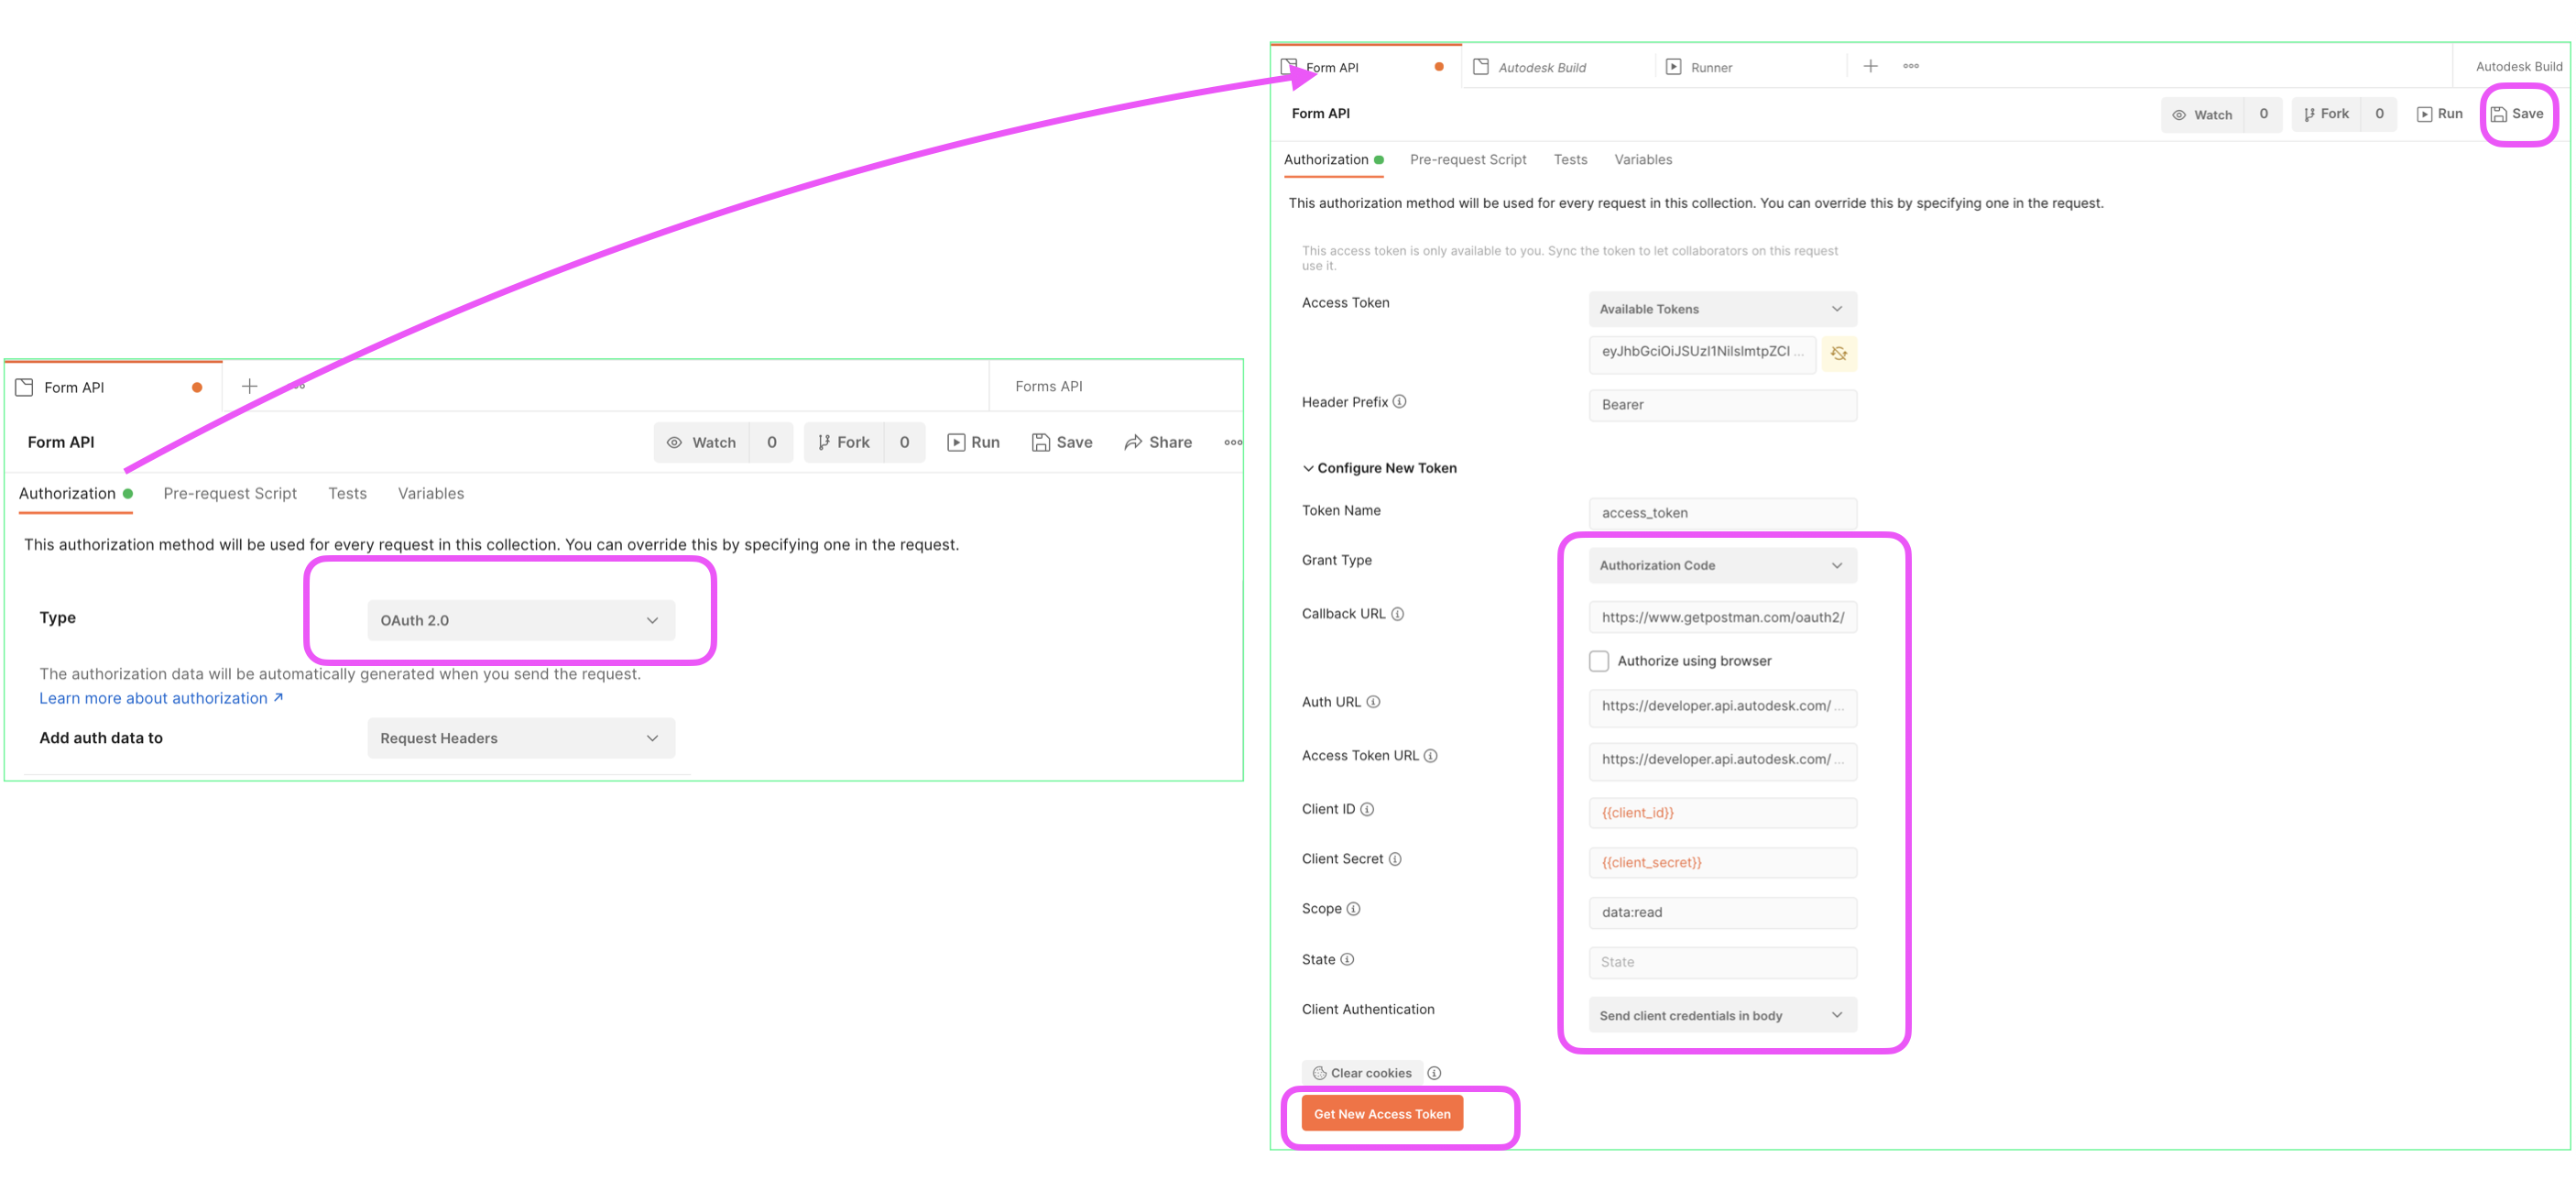 Form API
Forms API
Form API
Watch 0 Fork 0 Run Save Share
Authorization Pre-request Script Tests Variables
This authorization method will be used for every request in this collection. You can override this by specifying one in the request.
Type OAuth 2.0
The authorization data will be automatically generated when you send the request.
Learn more about authorization ↗
Add auth data to Request Headers
Form API Autodesk Build Runner Autodesk Build
Form API Watch 0 Fork 0 Run Save
Authorization Pre-request Script Tests Variables
This authorization method will be used for every request in this collection. You can override this by specifying one in the request.
This access token is only available to you. Sync the token to let collaborators on this request
use it.
Access Token Available Tokens
eyJhbGciOiJSUzI1NiIsImtpZCI ...
Header Prefix Bearer
Configure New Token
Token Name access_token
Grant Type Authorization Code
Callback URL https://www.getpostman.com/oauth2/
Authorize using browser
Auth URL https://developer.api.autodesk.com/ ...
Access Token URL https://developer.api.autodesk.com/ ...
Client ID {{client_id}}
Client Secret {{client_secret}}
Scope data:read
State State
Client Authentication Send client credentials in body
Clear cookies
Get New Access Token